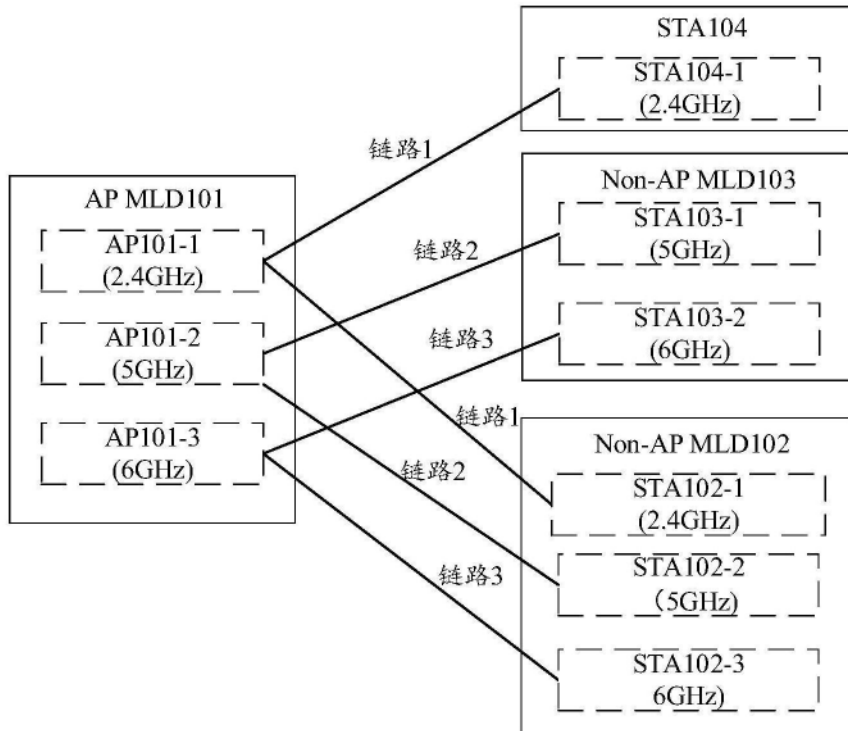 STA104
STA104-1
(2.4GHz)
链路1
AP MLD101
AP101-1
(2.4GHz)
AP101-2
(5GHz)
AP101-3
(6GHz)
Non-AP MLD103
STA103-1
(5GHz)
链路2
STA103-2
(6GHz)
链路3
链路1
链路2
链路3
Non-AP MLD102
STA102-1
(2.4GHz)
STA102-2
（5GHz)
STA102-3
6GHz)